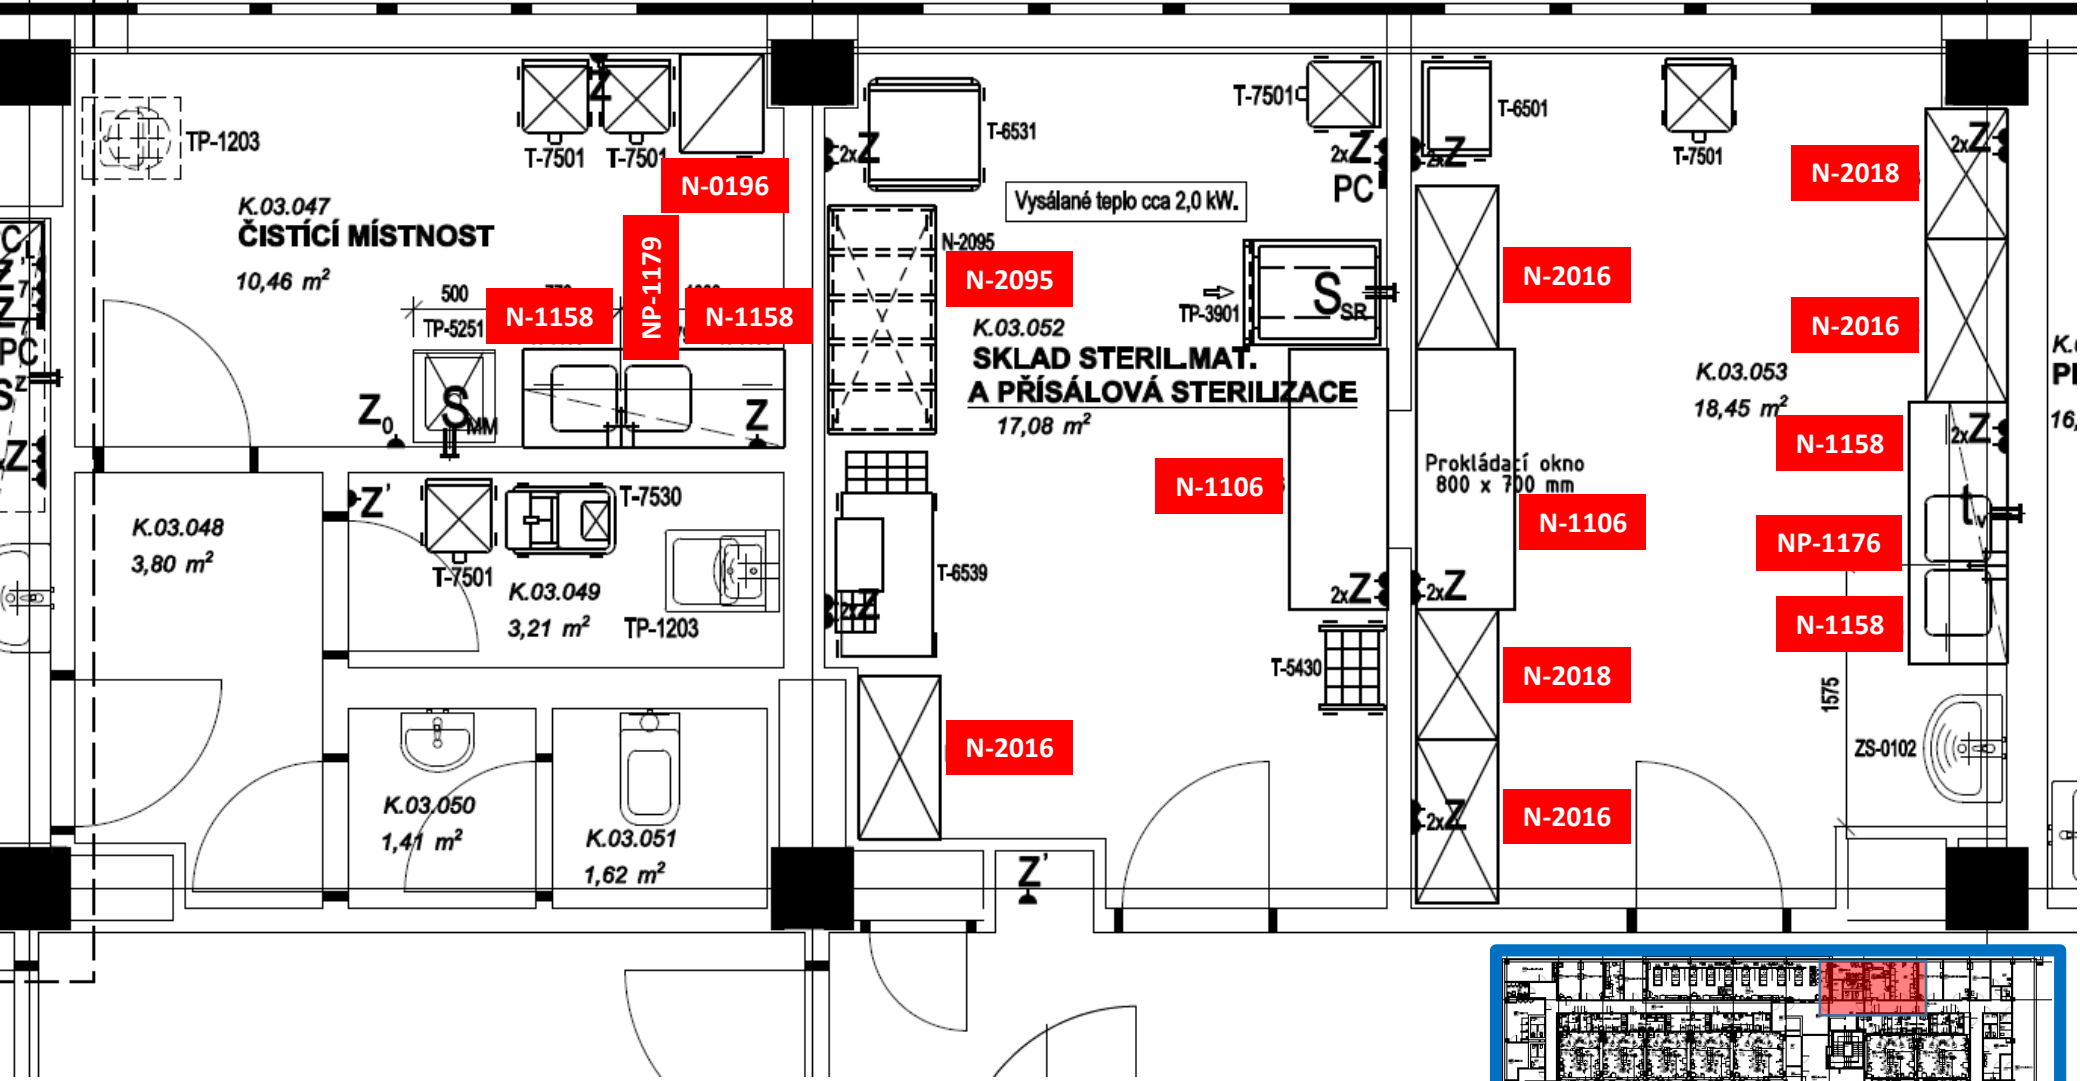 TP-1203
T-7501
T-7501
Z
N-0196
K.03.047
ČISTÍCÍ MÍSTNOST
10,46 m²
NP-1179
500
TP-5251
N-1158
N-1158
Z₀
S MM
Z
Z'
T-7501
T-7530
K.03.048
3,80 m²
K.03.049
3,21 m²
TP-1203
K.03.050
1,41 m²
K.03.051
1,62 m²
PC
Z
T-6531
2xZ
Vysálané teplo cca 2,0 kW.
N-2095
N-2095
K.03.052
SKLAD STERIL.MAT.
A PŘÍSÁLOVÁ STERILIZACE
17,08 m²
T-7501
2xZ
PC
TP-3901
S SR
N-1106
T-6539
2xZ
2xZ
T-5430
N-2016
Z'
T-6501
2xZ
T-7501
N-2016
N-2018
2xZ
N-2016
K.03.053
18,45 m²
N-1158
2xZ
Prokládací okno
800 x 700 mm
N-1106
NP-1176
tv
2xZ
N-1158
N-2018
1575
ZS-0102
N-2016
2xZ